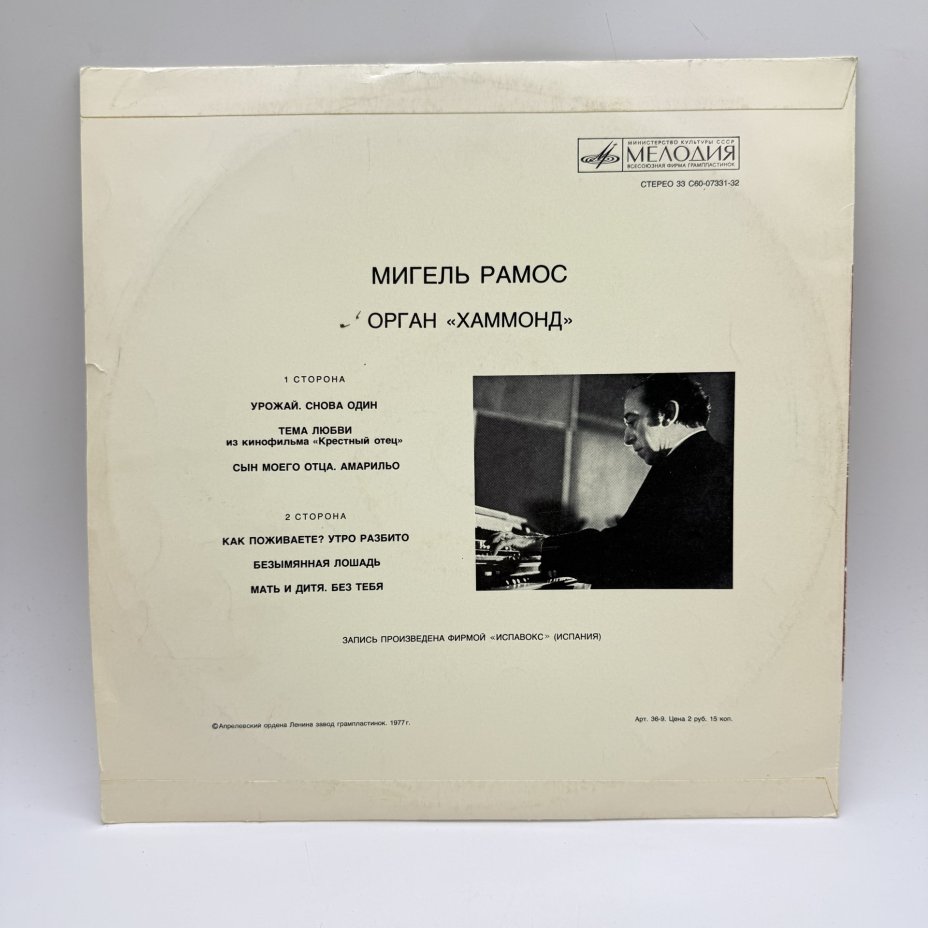 МИНИСТЕРСТВО КУЛЬТУРЫ СССР
МЕЛОДИЯ
ВСЕСОЮЗНАЯ ФИРМА ГРАМПЛАСТИНОК
СТЕРЕО 33 С60-07331-32
МИГЕЛЬ РАМОС
ОРГАН «ХАММОНД»
1 СТОРОНА
УРОЖАЙ. СНОВА ОДИН
ТЕМА ЛЮБВИ
из кинофильма «Крестный отец»
СЫН МОЕГО ОТЦА. АМАРИЛЬО
2 СТОРОНА
КАК ПОЖИВАЕТЕ? УТРО РАЗБИТО
БЕЗЫМЯННАЯ ЛОШАДЬ
МАТЬ И ДИТЯ. БЕЗ ТЕБЯ
ЗАПИСЬ ПРОИЗВЕДЕНА ФИРМОЙ «ИСПАВОКС» (ИСПАНИЯ)
©Апрелевский ордена Ленина завод грампластинок. 1977 г.
Арт. 36-9. Цена 2 руб. 15 коп.